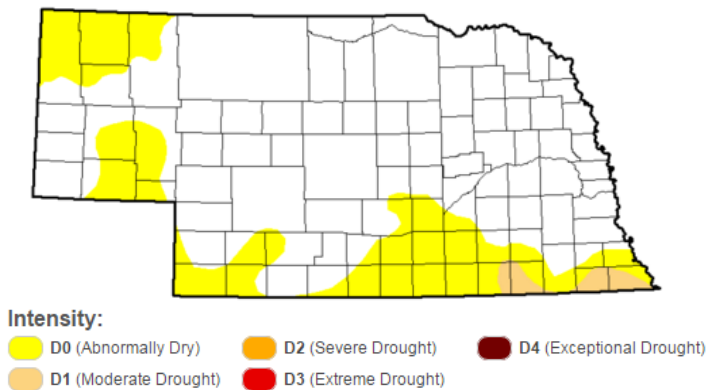 Intensity:
D0 (Abnormally Dry) D2 (Severe Drought) D4 (Exceptional Drought)
D1 (Moderate Drought) D3 (Extreme Drought)